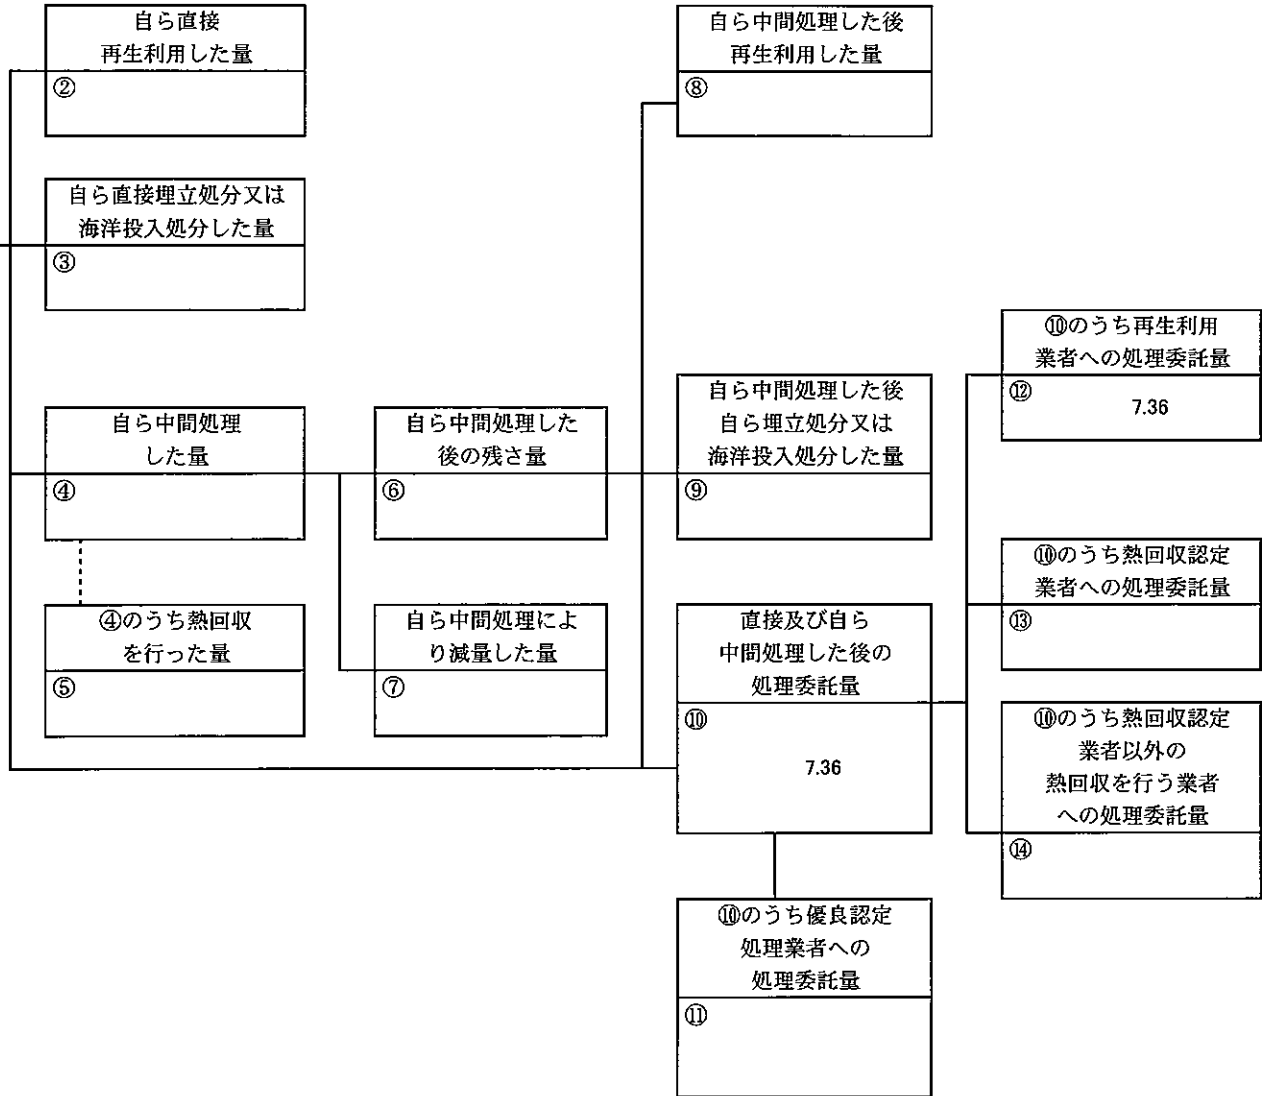 自ら直接
再生利用した量
②
自ら直接埋立処分又は
海洋投入処分した量
③
自ら中間処理
した量
④
④のうち熱回収
を行った量
⑤
自ら中間処理した
後の残さ量
⑥
自ら中間処理によ
り減量した量
⑦
自ら中間処理した後
再生利用した量
⑧
自ら中間処理した後
自ら埋立処分又は
海洋投入処分した量
⑨
直接及び自ら
中間処理した後の
処理委託量
⑩
7.36
⑩のうち優良認定
処理業者への
処理委託量
⑪
⑩のうち再生利用
業者への処理委託量
⑫
7.36
⑩のうち熱回収認定
業者への処理委託量
⑬
⑩のうち熱回収認定
業者以外の
熱回収を行う業者
への処理委託量
⑭